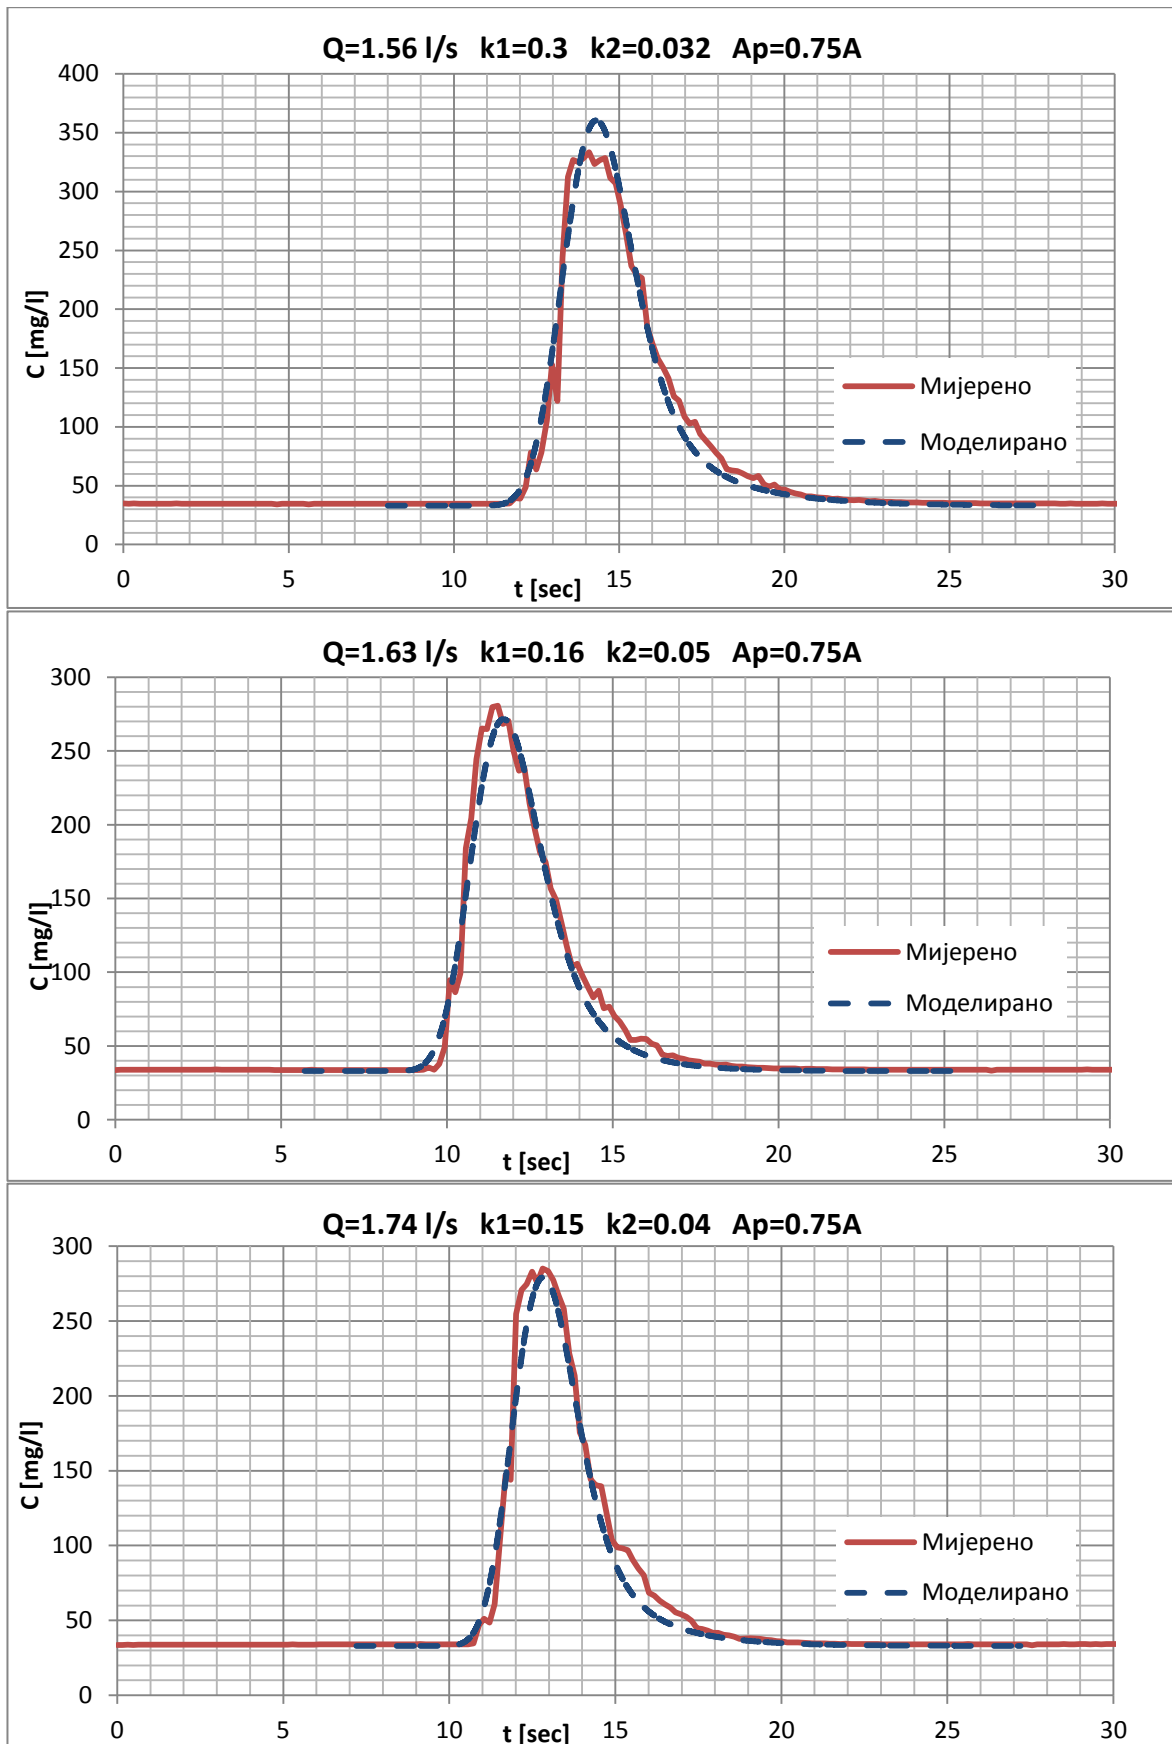 Q=1.56 l/s k1=0.3 k2=0.032 Ap=0.75A
400
350
300
250
200
150
100
50
0
C [mg/l]
Мијерено
Моделирано
0 5 10 15 20 25 30
t [sec]
Q=1.63 l/s k1=0.16 k2=0.05 Ap=0.75A
300
250
200
150
100
50
0
C [mg/l]
Мијерено
Моделирано
0 5 10 15 20 25 30
t [sec]
Q=1.74 l/s k1=0.15 k2=0.04 Ap=0.75A
300
250
200
150
100
50
0
C [mg/l]
Мијерено
Моделирано
0 5 10 15 20 25 30
t [sec]